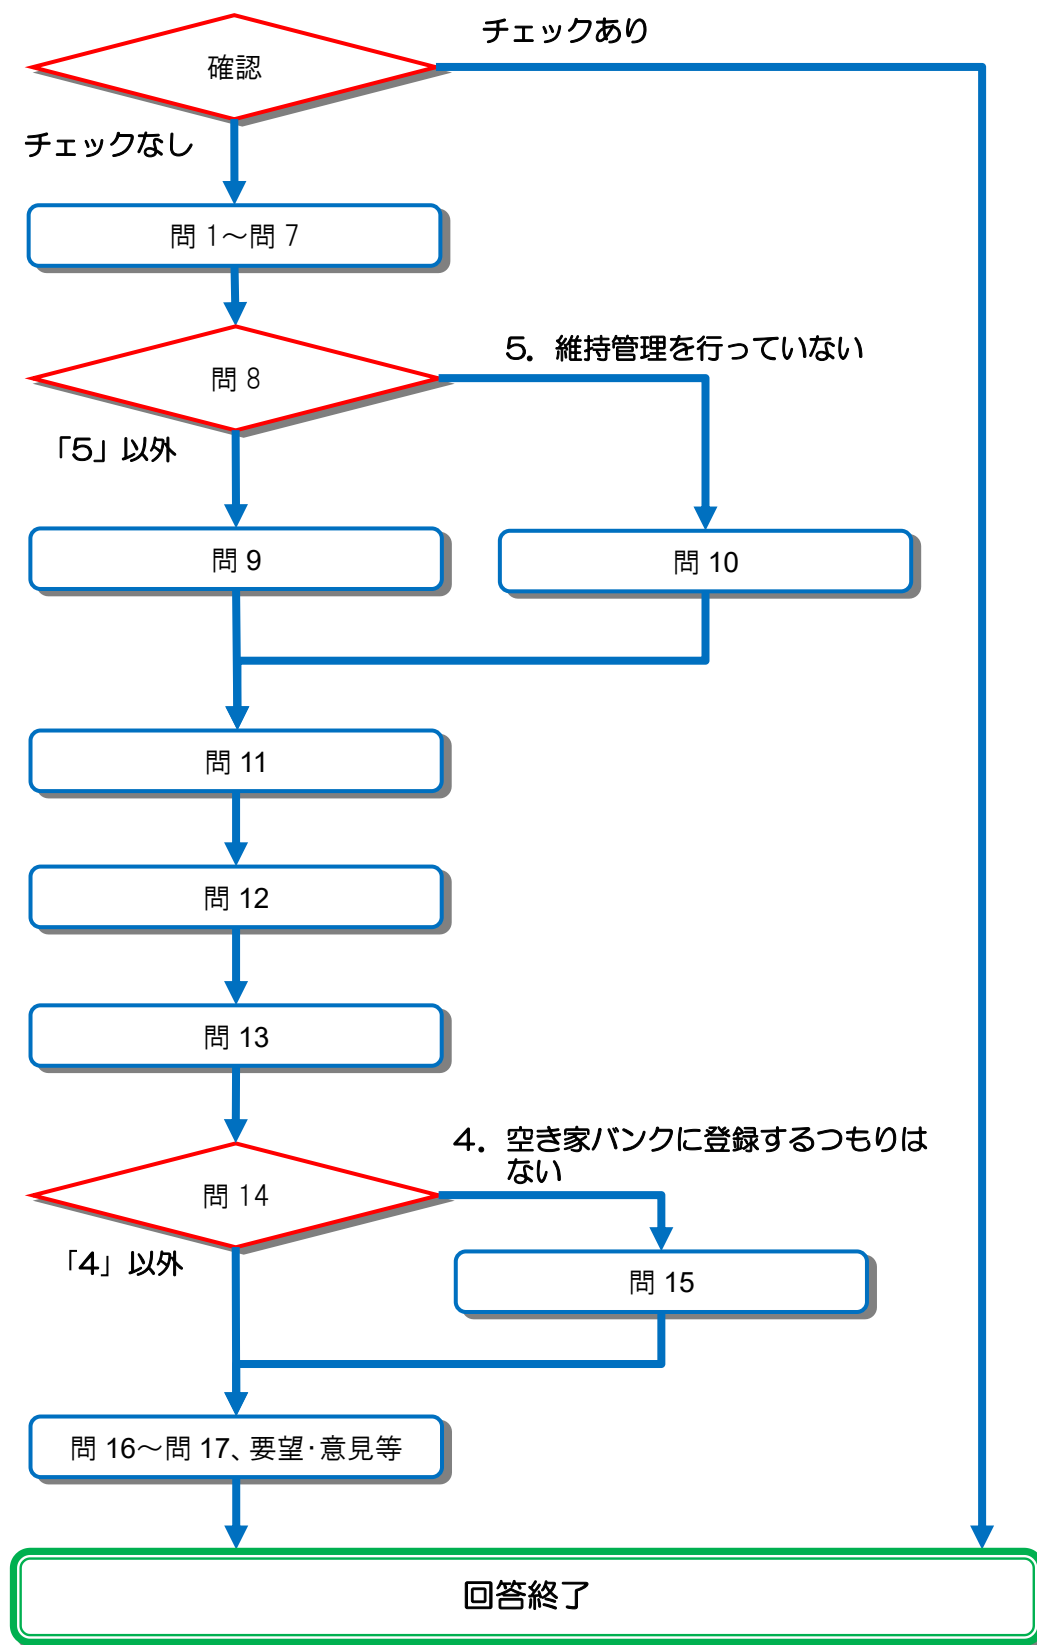 チェックあり
確認
チェックなし
問 1～問 7
5．維持管理を行っていない
問 8
「5」以外
問 9
問 10
問 11
問 12
問 13
4．空き家バンクに登録するつもりは
ない
問 14
「4」以外
問 15
問 16～問 17、要望・意見等
回答終了